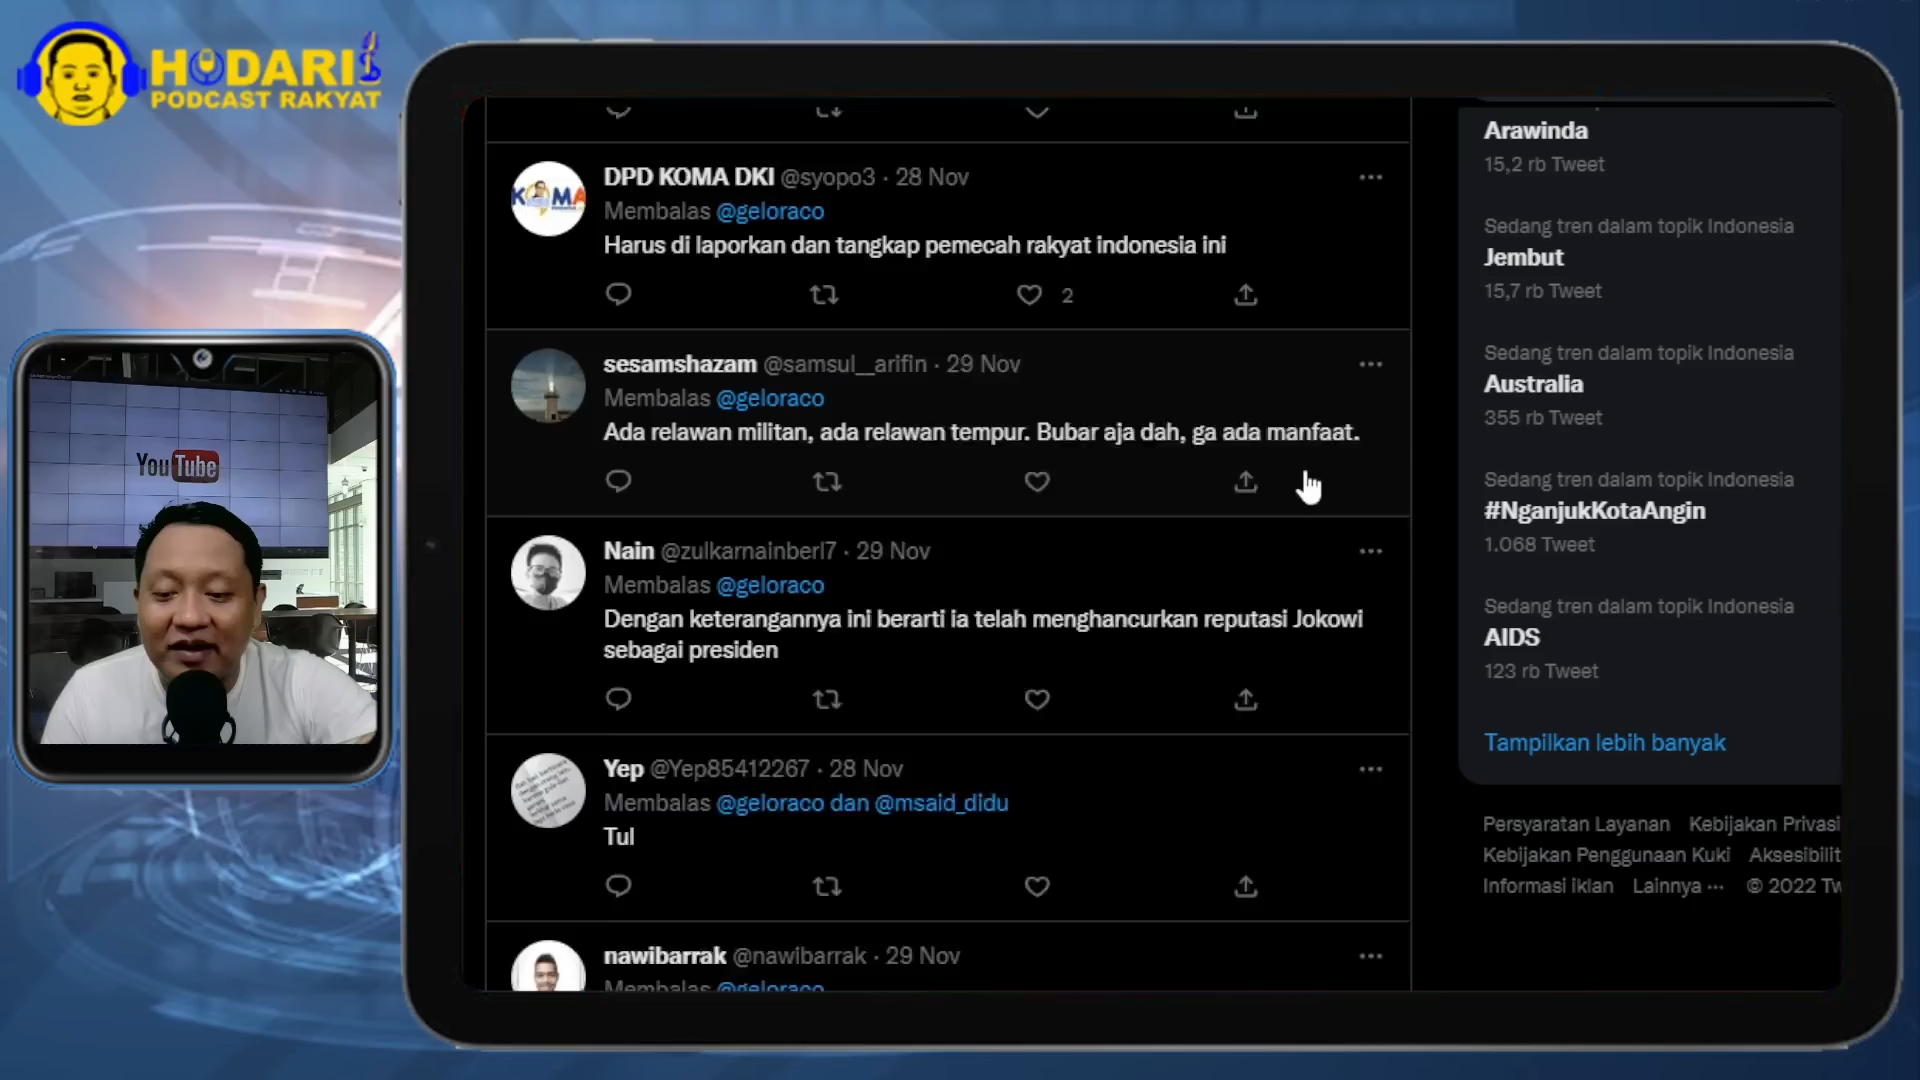 HODARI
PODCAST RAKYAT
YouTube
DPD KOMA DKI @syopo3 · 28 Nov
Membalas @geloraco
Harus di laporkan dan tangkap pemecah rakyat indonesia ini
2
sesamshazam @samsul__arifin · 29 Nov
Membalas @geloraco
Ada relawan militan, ada relawan tempur. Bubar aja dah, ga ada manfaat.
Nain @zulkarnainberl7 · 29 Nov
Membalas @geloraco
Dengan keterangannya ini berarti ia telah menghancurkan reputasi Jokowi
sebagai presiden
Yep @Yep85412267 · 28 Nov
Membalas @geloraco dan @msaid_didu
Tul
nawibarrak @nawibarrak · 29 Nov
Membalas @geloraco
Arawinda
15,2 rb Tweet
Sedang tren dalam topik Indonesia
Jembut
15,7 rb Tweet
Sedang tren dalam topik Indonesia
Australia
355 rb Tweet
Sedang tren dalam topik Indonesia
#NganjukKotaAngin
1.068 Tweet
Sedang tren dalam topik Indonesia
AIDS
123 rb Tweet
Tampilkan lebih banyak
Persyaratan Layanan Kebijakan Privasi
Kebijakan Penggunaan Kuki Aksesibilit
Informasi iklan Lainnya ··· © 2022 Tw